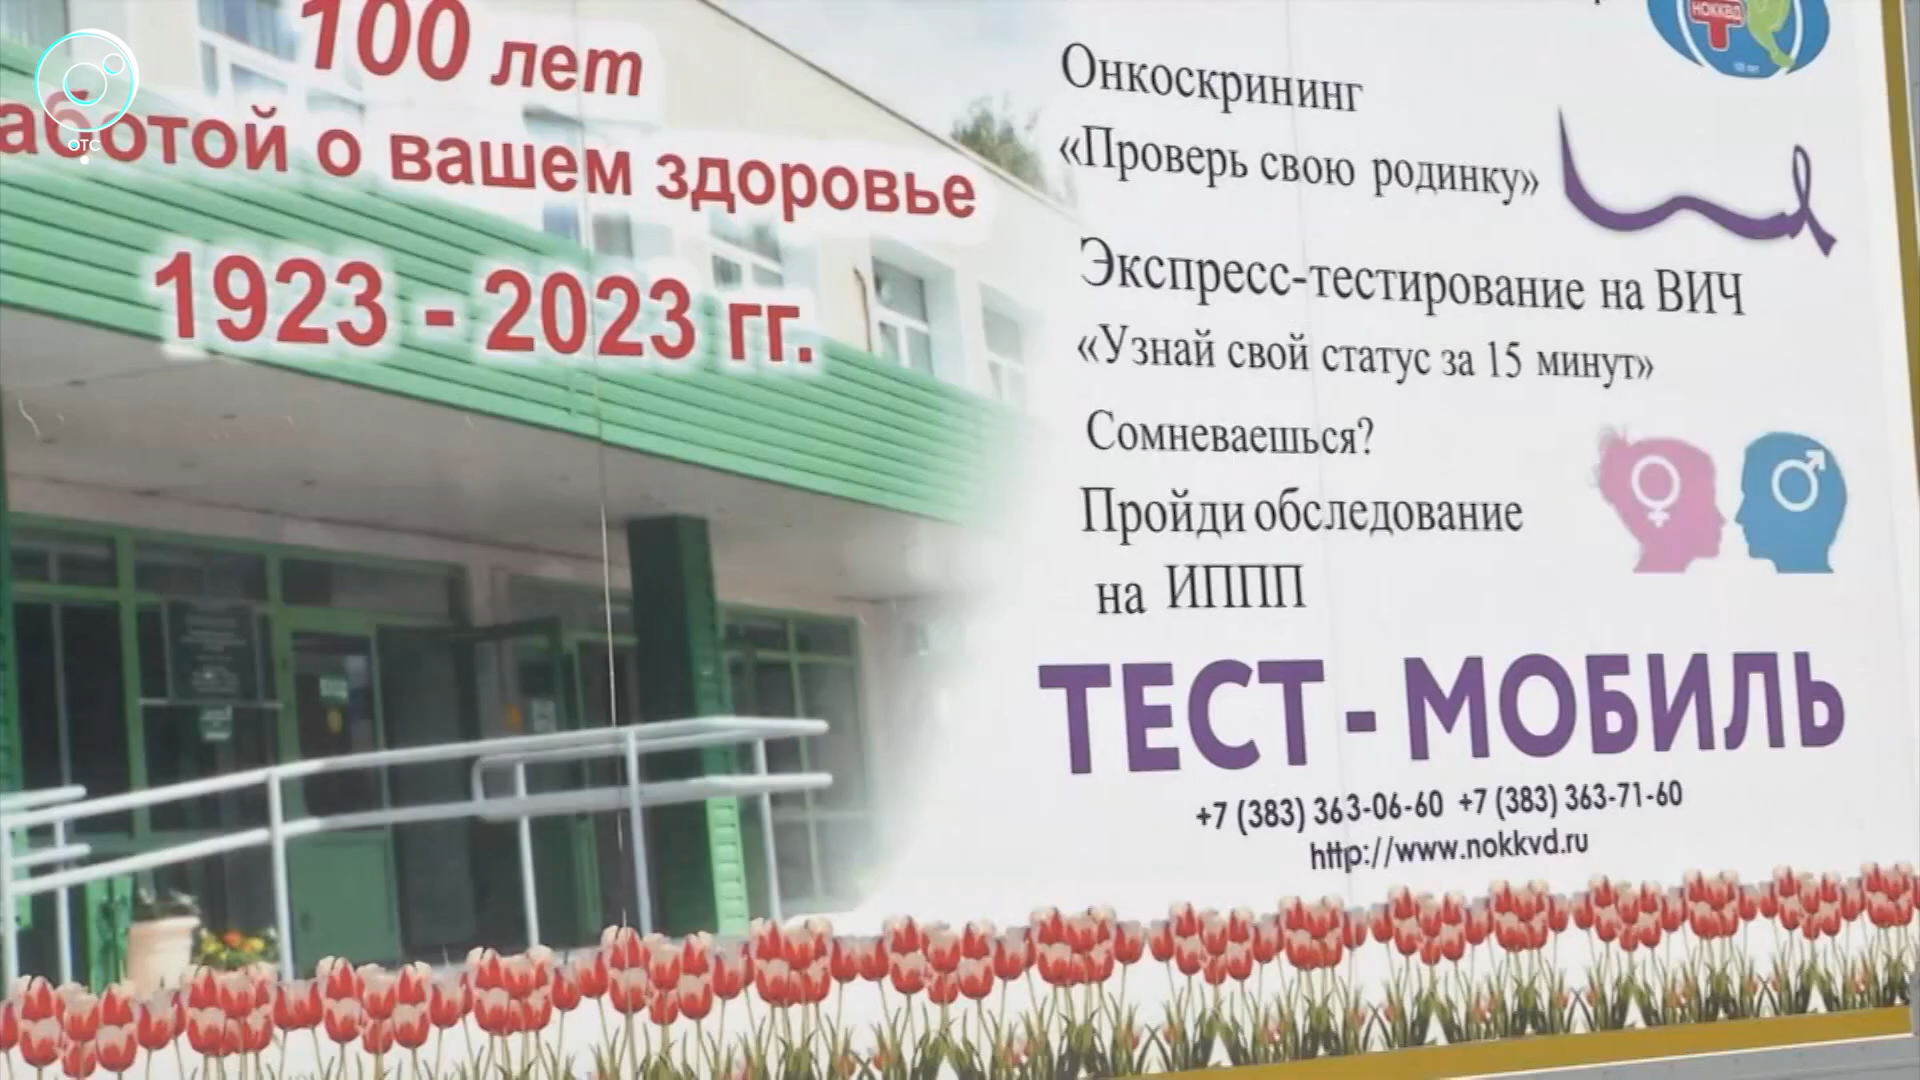 100 лет
аботой о вашем здоровье
1923 - 2023 гг.
ОТС
НОККВД
Онкоскрининг
«Проверь свою родинку»
Экспресс-тестирование на ВИЧ
«Узнай свой статус за 15 минут»
Сомневаешься?
Пройди обследование
на ИППП
ТЕСТ - МОБИЛЬ
+7 (383) 363-06-60 +7 (383) 363-71-60
http://www.nokkvd.ru